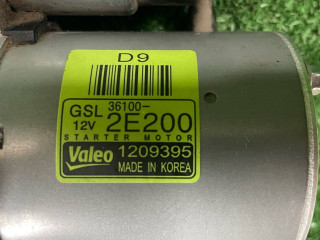 D9
GSL 36100-
12V 2E200
STARTER MOTOR
Valeo 1209395
MADE IN KOREA